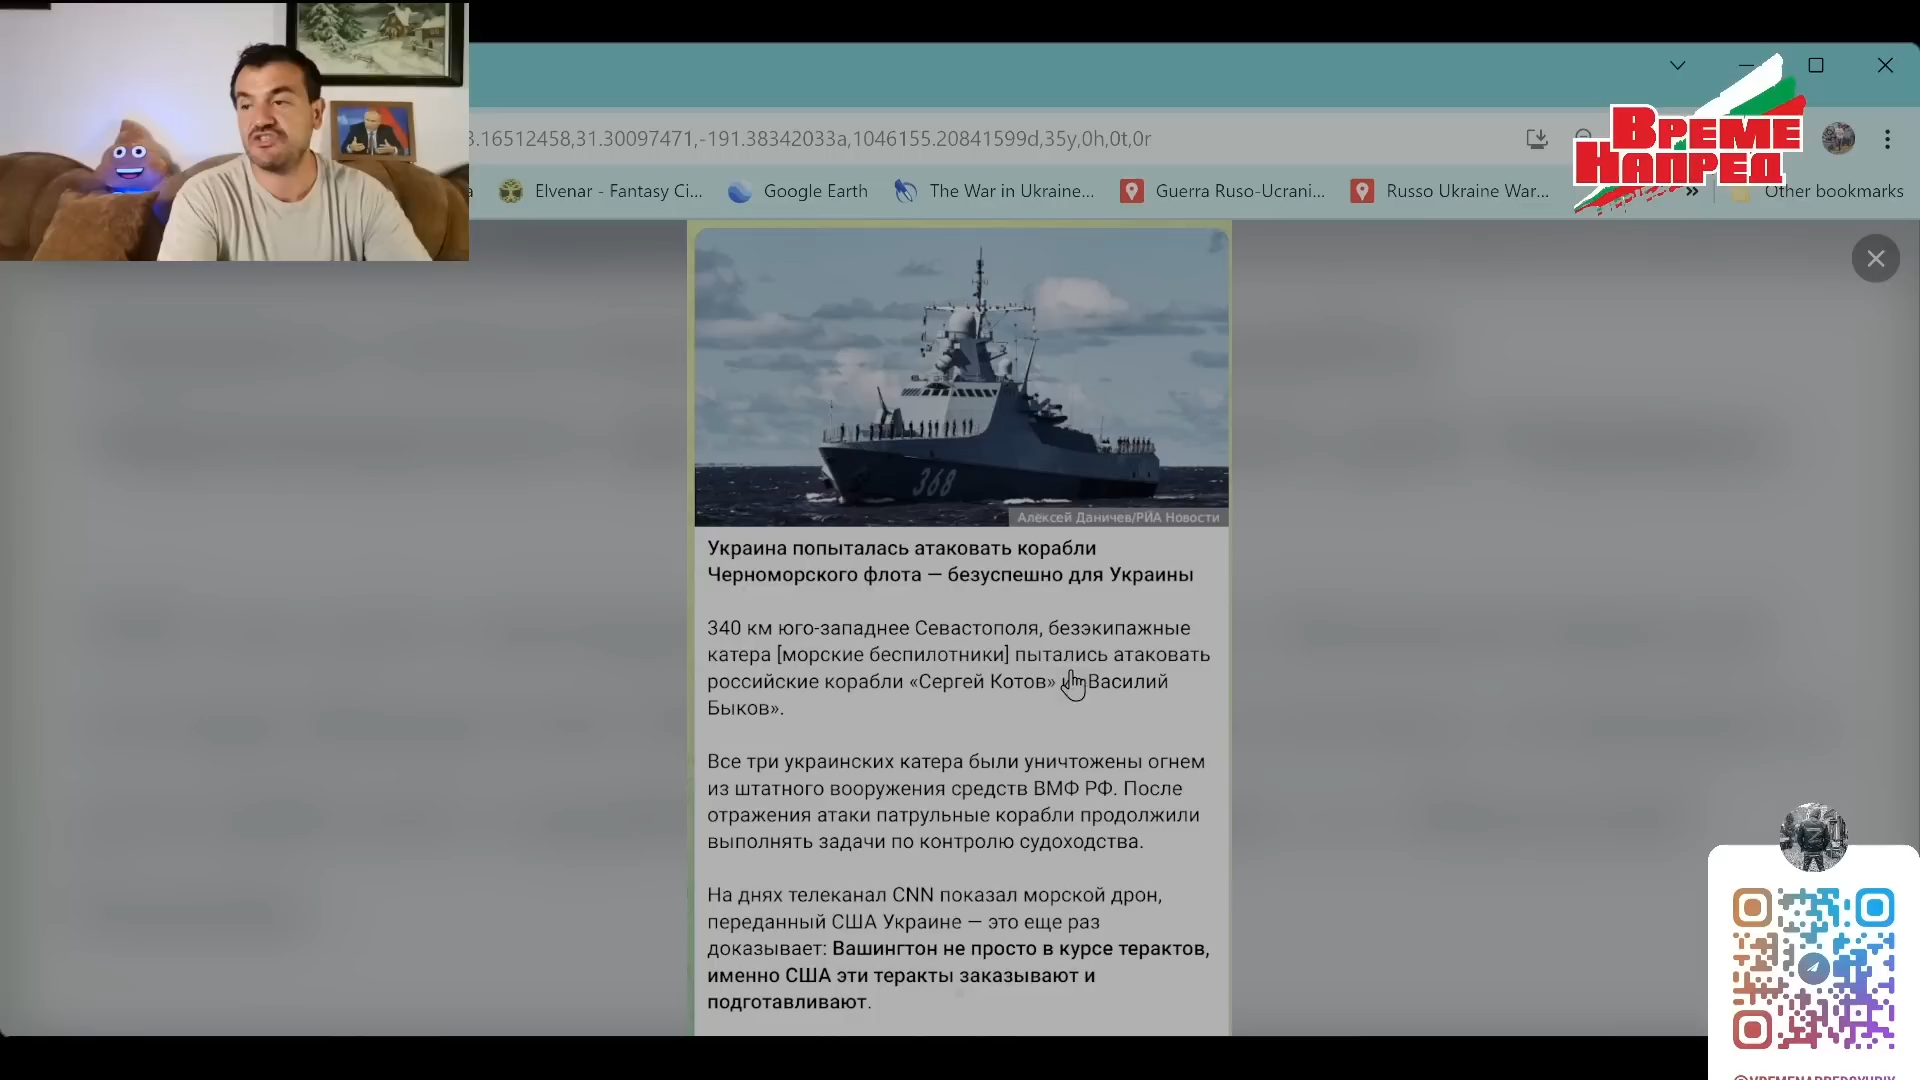 3.16512458,31.30097471,-191.38342033a,1046155.20841599d,35y,0h,0t,0r
ВРЕМЕ
НАПРЕД
Elvenar - Fantasy Ci...
Google Earth
The War in Ukraine...
Guerra Ruso-Ucrani...
Russo Ukraine War...
»
Other bookmarks
368
Алексей Даничев/РИА Новости
Украина попыталась атаковать корабли
Черноморского флота — безуспешно для Украины
340 км юго-западнее Севастополя, безэкипажные
катера [морские беспилотники] пытались атаковать
российские корабли «Сергей Котов» и «Василий
Быков».
Все три украинских катера были уничтожены огнем
из штатного вооружения средств ВМФ РФ. После
отражения атаки патрульные корабли продолжили
выполнять задачи по контролю судоходства.
На днях телеканал CNN показал морской дрон,
переданный США Украине — это еще раз
доказывает: Вашингтон не просто в курсе терактов,
именно США эти теракты заказывают и
подготавливают.